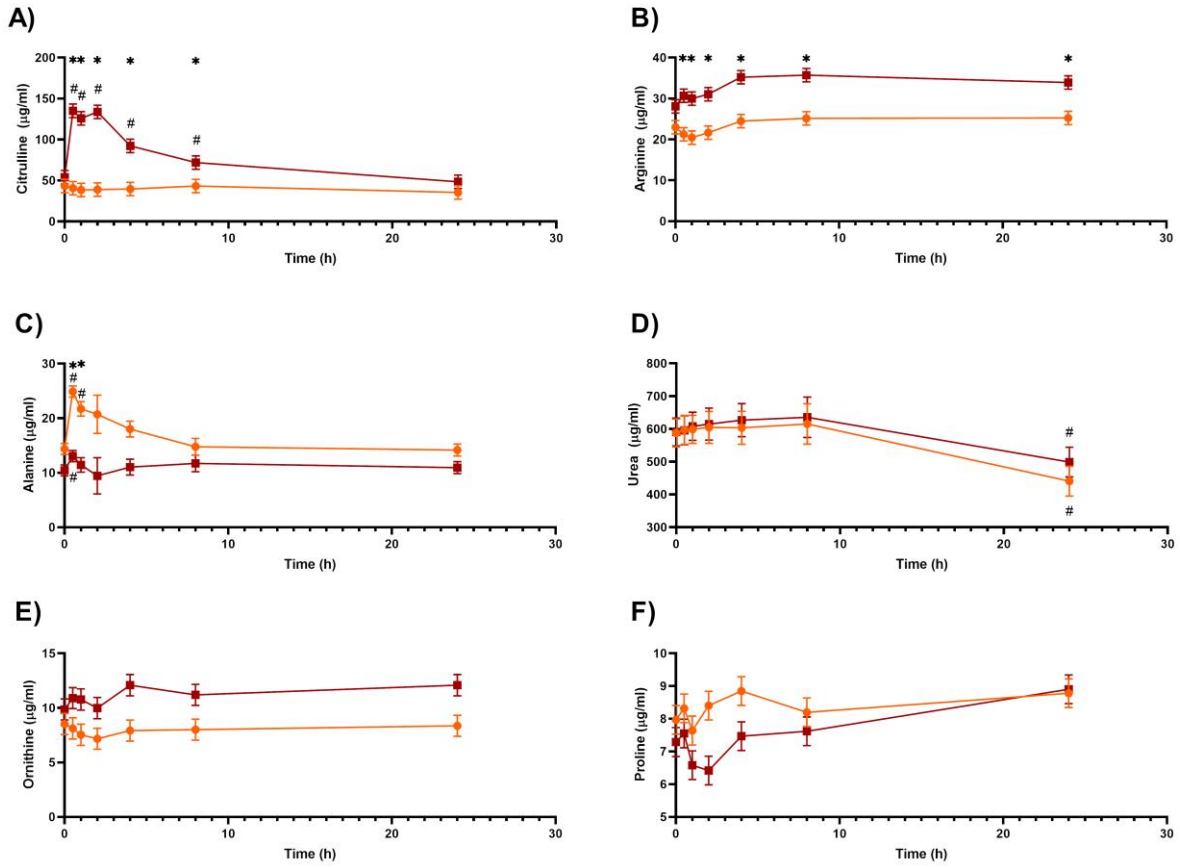 A)
* * * * *
# # # # #
200
150
100
50
0
Citrulline (µg/ml)
0 10 20 30
Time (h)
B)
* * * * * *
40
30
20
10
0
Arginine (µg/ml)
0 10 20 30
Time (h)
C)
* *
# #
#
30
20
10
0
Alanine (µg/ml)
0 10 20 30
Time (h)
D)
#
#
800
700
600
500
400
300
Urea (µg/ml)
0 10 20 30
Time (h)
E)
15
10
5
0
Ornithine (µg/ml)
0 10 20 30
Time (h)
F)
10
9
8
7
6
5
Proline (µg/ml)
0 10 20 30
Time (h)